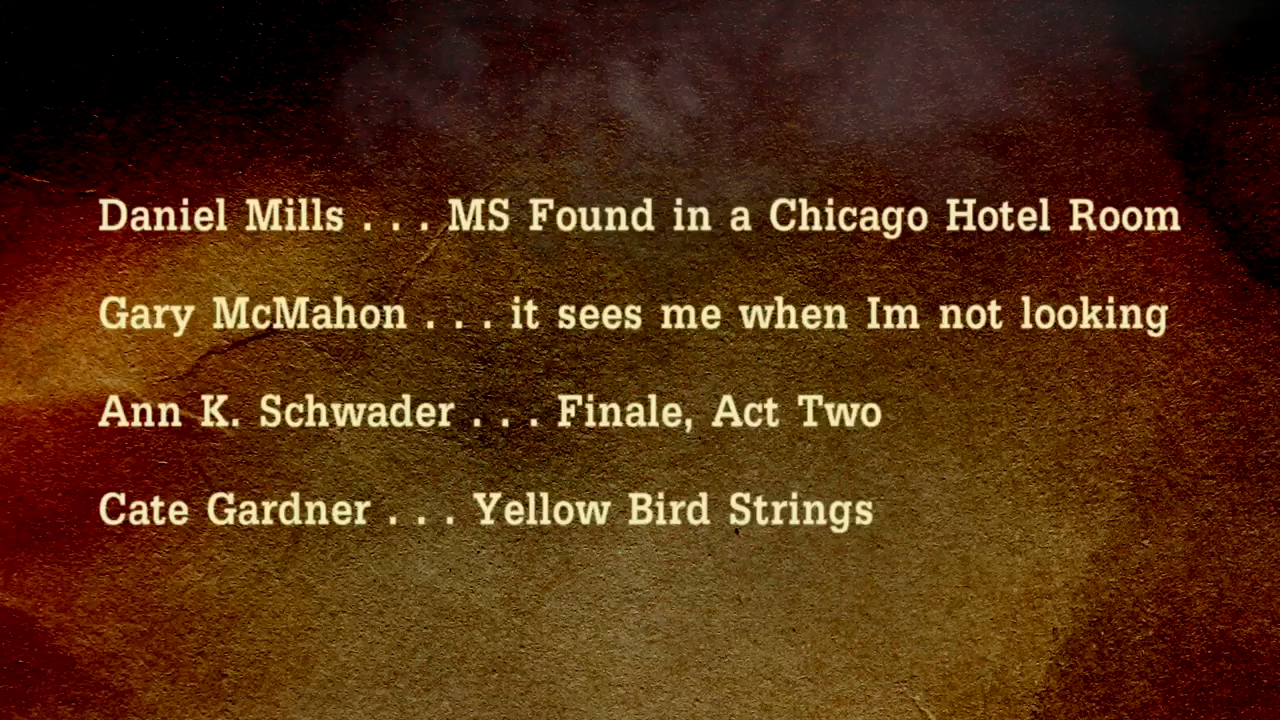 Daniel Mills . . . MS Found in a Chicago Hotel Room
Gary McMahon . . . it sees me when Im not looking
Ann K. Schwader . . . Finale, Act Two
Cate Gardner . . . Yellow Bird Strings